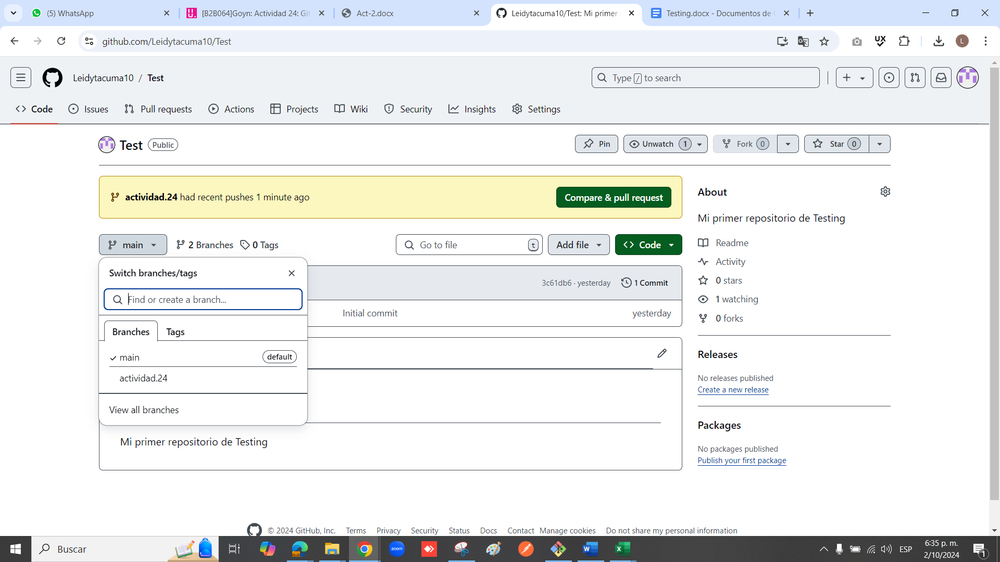 (5) WhatsApp
[B2B064]Goyn: Actividad 24: Git
Act-2.docx
Leidytacuma10/Test: Mi primer
Testing.docx - Documentos de
github.com/Leidytacuma10/Test
L
Leidytacuma10 / Test
Type / to search
Code
Issues
Pull requests
Actions
Projects
Wiki
Security
Insights
Settings
Test Public
Pin
Unwatch 1
Fork 0
Star 0
actividad.24 had recent pushes 1 minute ago
Compare & pull request
main
2 Branches
0 Tags
Go to file t
Add file
Code
Switch branches/tags
Find or create a branch...
Branches
Tags
main default
actividad.24
View all branches
3c61db6 · yesterday
1 Commit
Initial commit
yesterday
Mi primer repositorio de Testing
About
Mi primer repositorio de Testing
Readme
Activity
0 stars
1 watching
0 forks
Releases
No releases published
Create a new release
Packages
No packages published
Publish your first package
© 2024 GitHub, Inc. Terms Privacy Security Status Docs Contact Manage cookies Do not share my personal information
Buscar
zoom
ESP
6:35 p. m.
2/10/2024
1